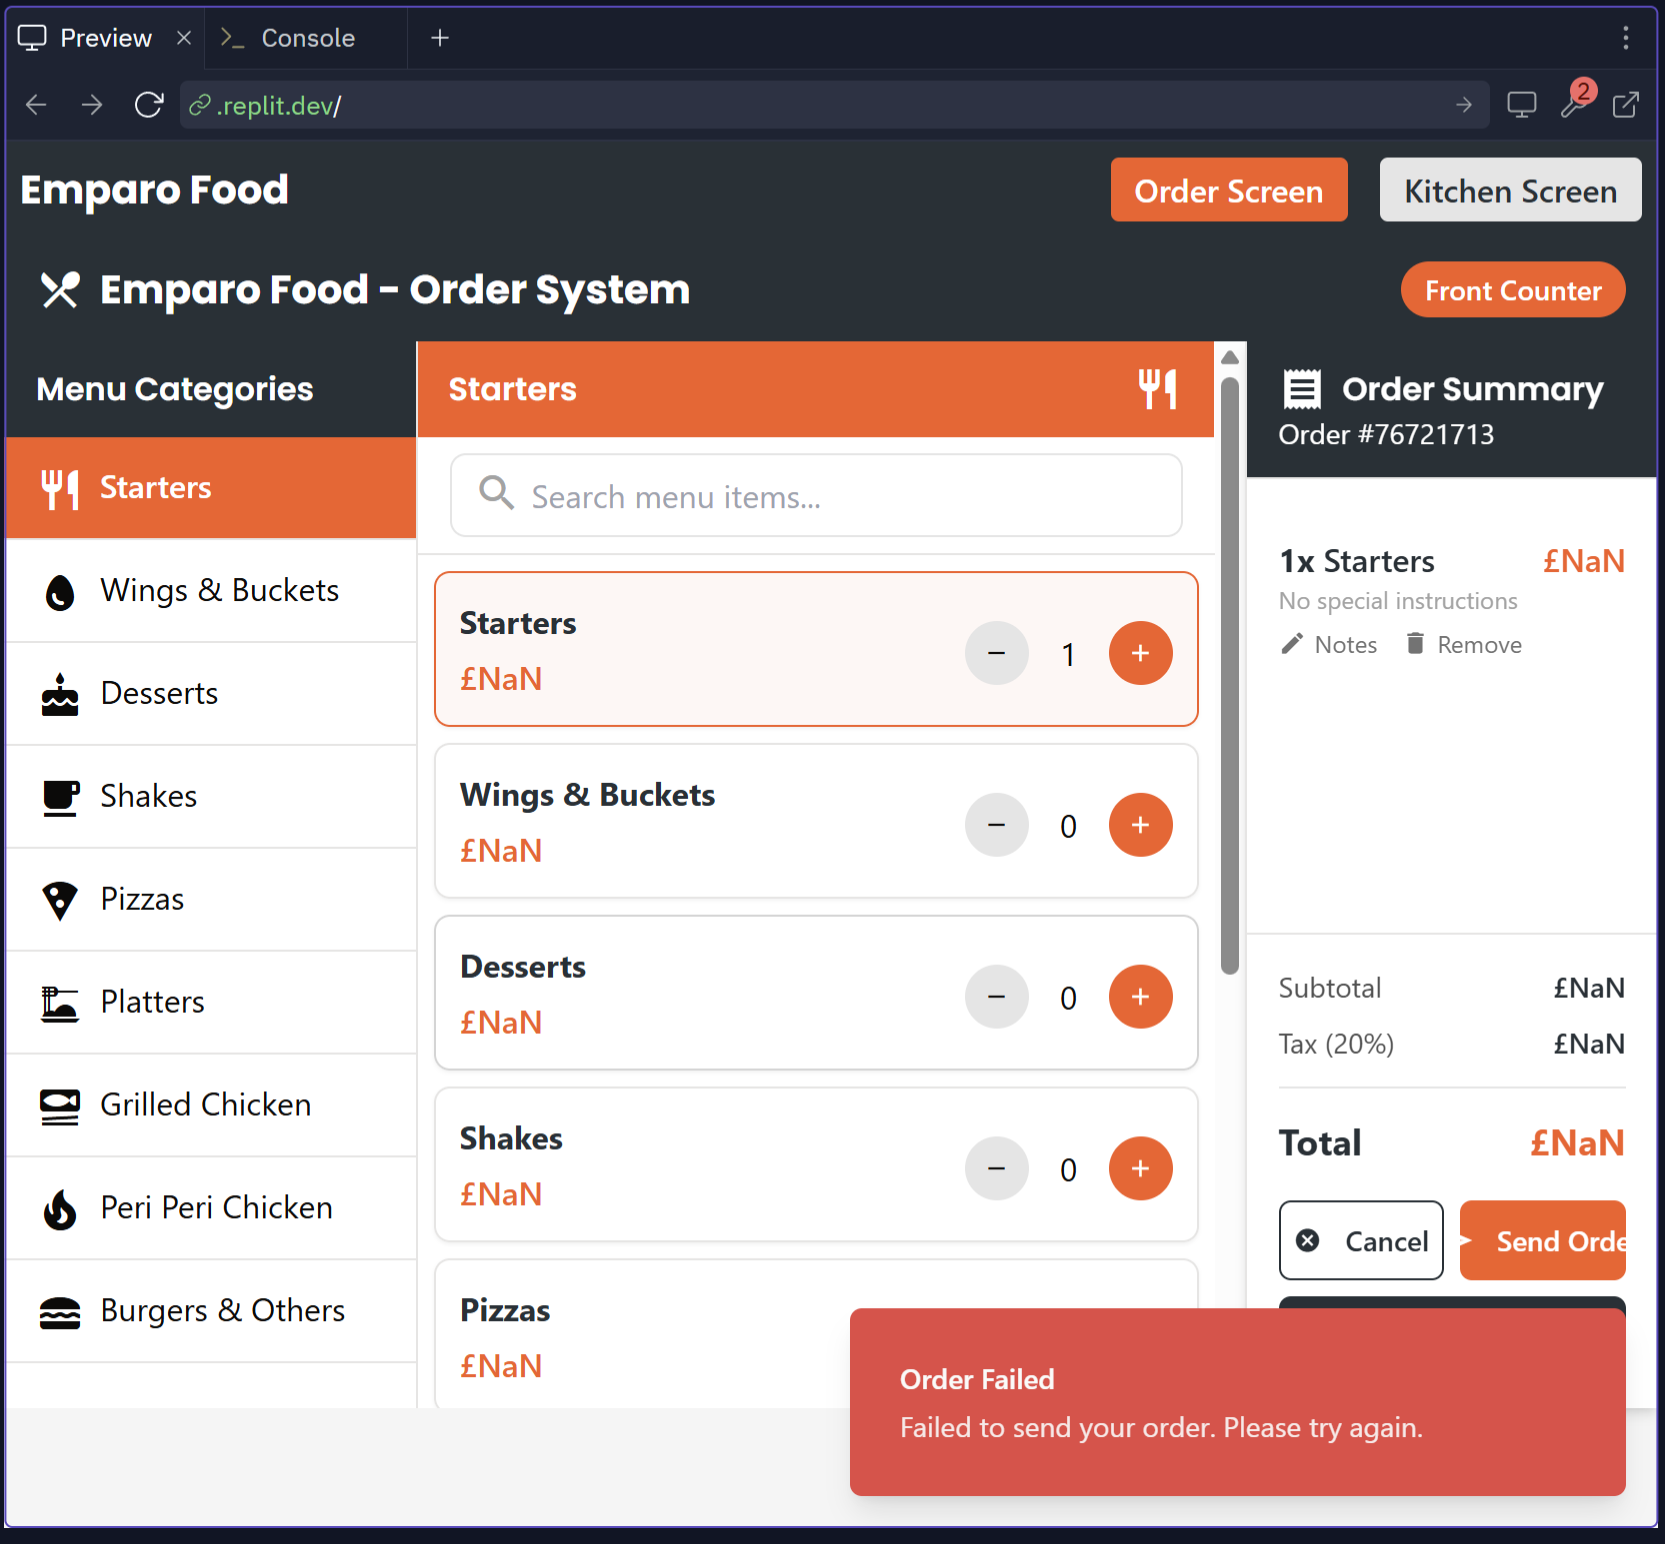 Preview
Console
.replit.dev/
2
Emparo Food
Order Screen
Kitchen Screen
Emparo Food - Order System
Front Counter
Menu Categories
Starters
Wings & Buckets
Desserts
Shakes
Pizzas
Platters
Grilled Chicken
Peri Peri Chicken
Burgers & Others
Starters
Search menu items...
Starters
£NaN
1
Wings & Buckets
£NaN
0
Desserts
£NaN
0
Shakes
£NaN
0
Pizzas
£NaN
Order Summary
Order #76721713
1x Starters £NaN
No special instructions
Notes Remove
Subtotal £NaN
Tax (20%) £NaN
Total £NaN
Cancel
Send Orde
Order Failed
Failed to send your order. Please try again.